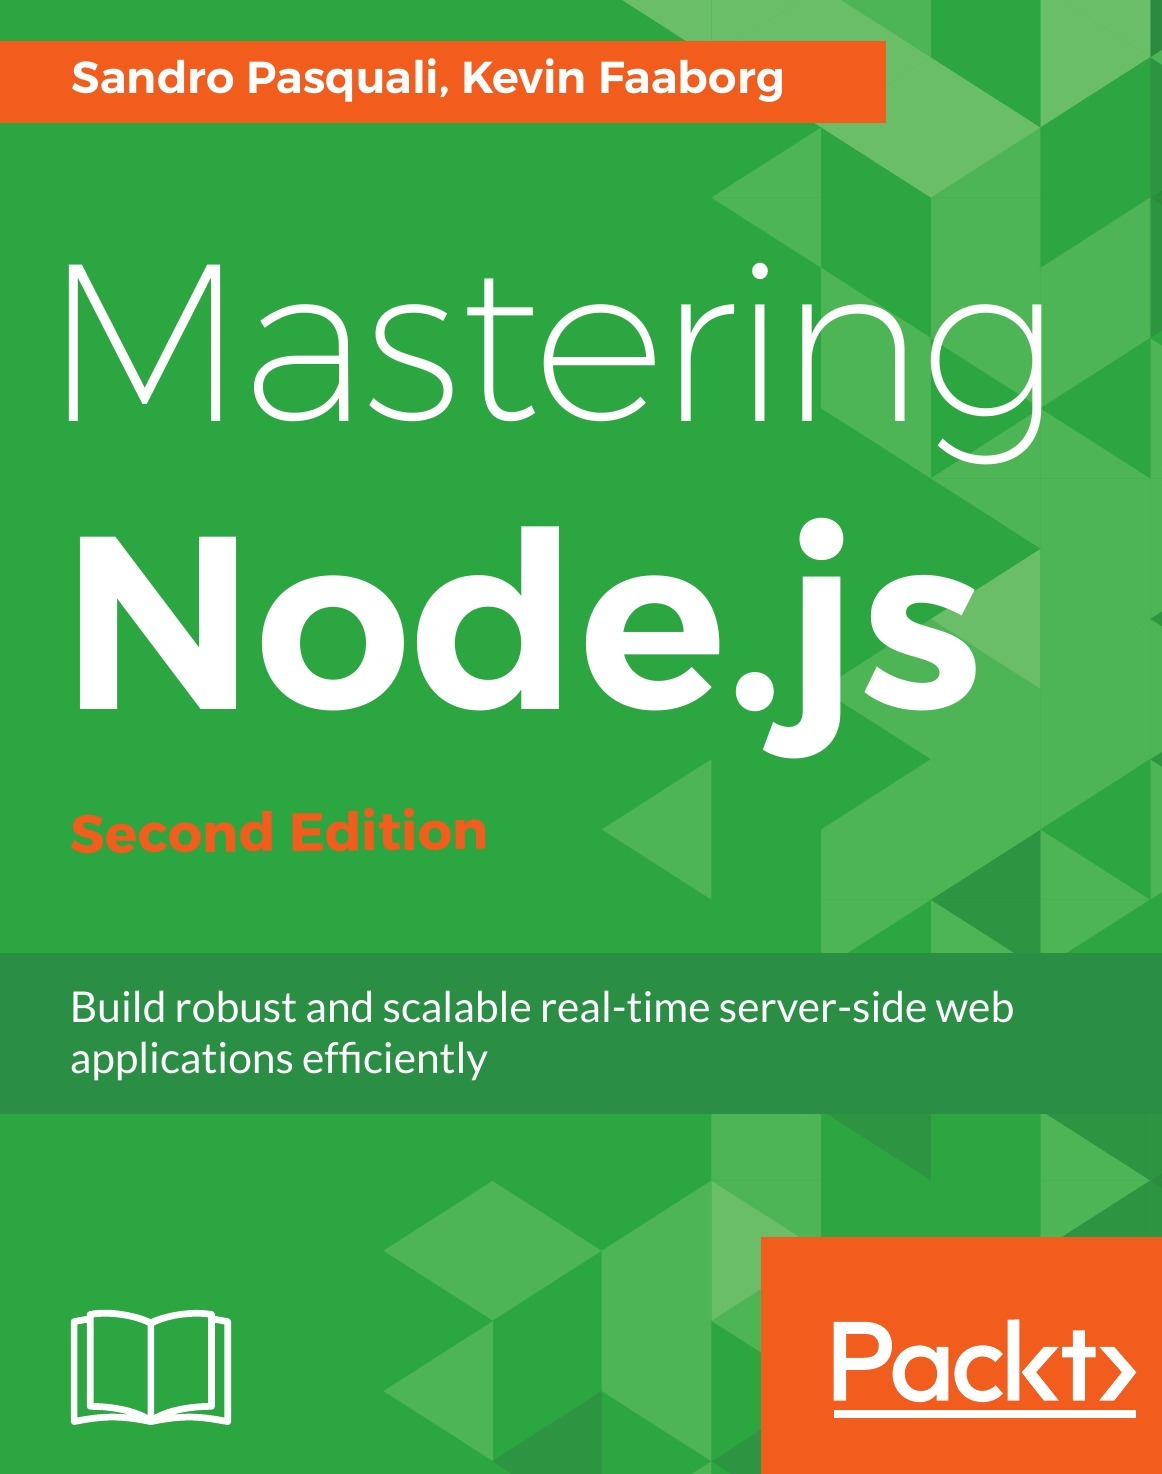 Sandro Pasquali, Kevin Faaborg
Mastering
Node.js
Second Edition
Build robust and scalable real-time server-side web
applications efficiently
Packt>